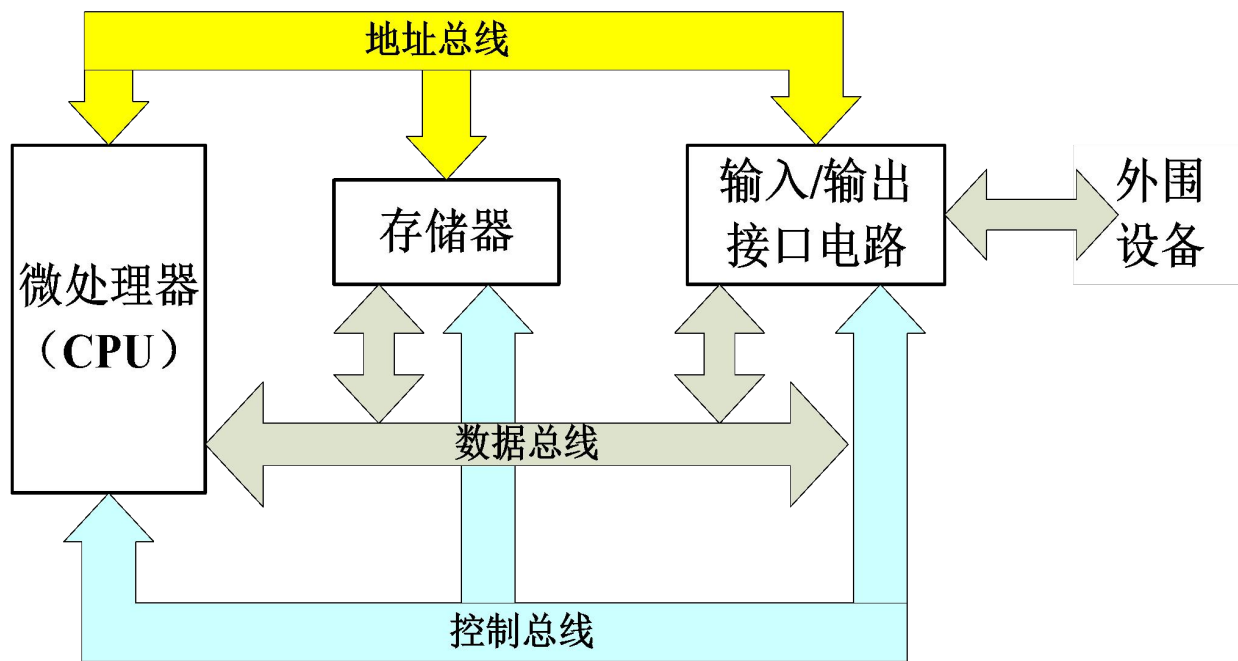 地址总线
微处理器
（CPU）
存储器
输入/输出
接口电路
外围
设备
数据总线
控制总线